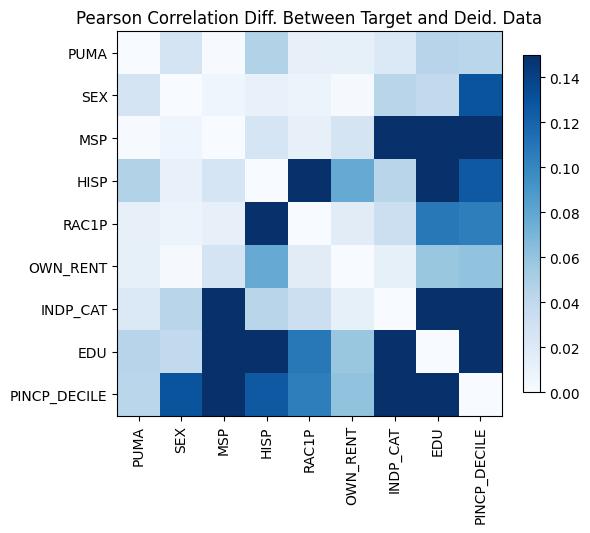 Pearson Correlation Diff. Between Target and Deid. Data
PUMA
SEX
MSP
HISP
RAC1P
OWN_RENT
INDP_CAT
EDU
PINCP_DECILE
PUMA
SEX
MSP
HISP
RAC1P
OWN_RENT
INDP_CAT
EDU
PINCP_DECILE
0.14
0.12
0.10
0.08
0.06
0.04
0.02
0.00